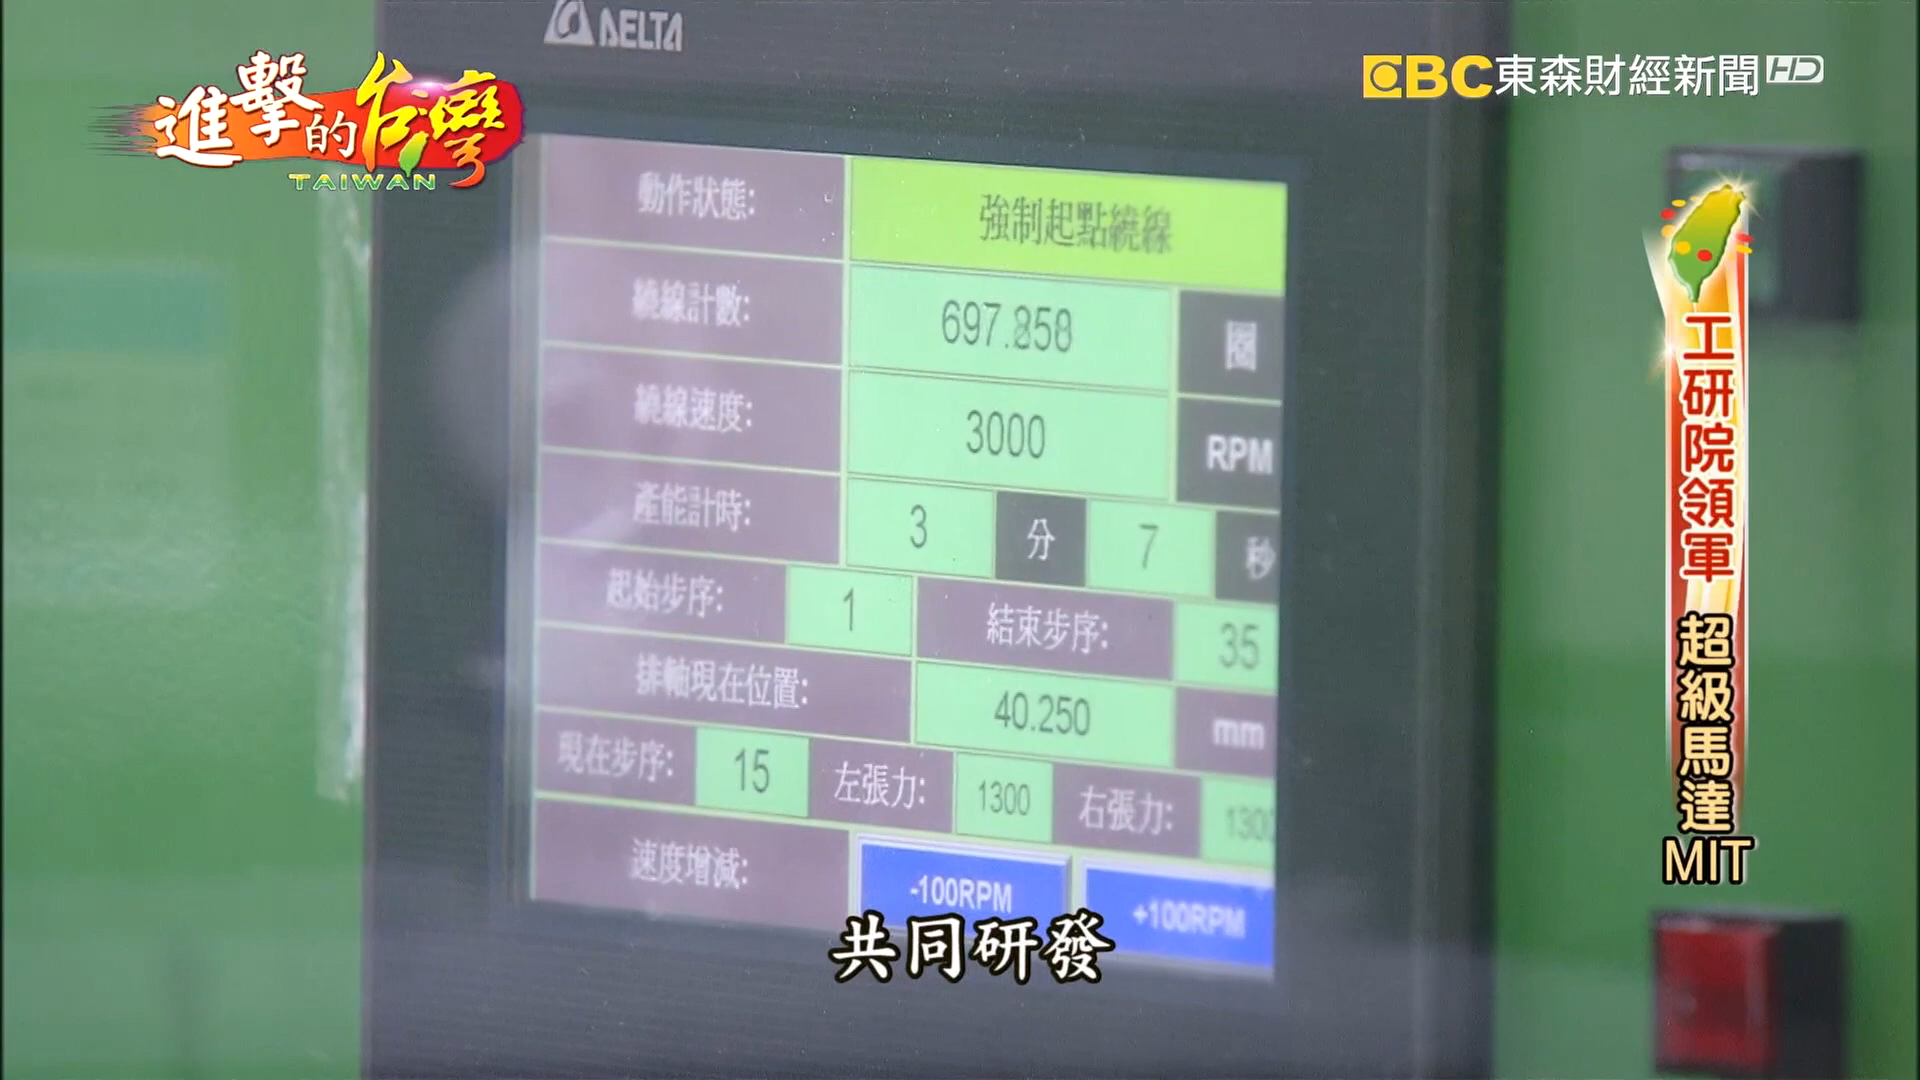 DELTA
進擊的台灣
TAIWAN
EBC東森財經新聞HD
動作狀態: 強制起點繞線
繞線計數: 697.858 圈
繞線速度: 3000 RPM
產能計時: 3 分 7 秒
起始步序: 1 結束步序: 35
排軸現在位置: 40.250 mm
現在步序: 15 左張力: 1300 右張力:
速度增減: -100RPM +100RPM
工研院領軍 超級馬達MIT
共同研發